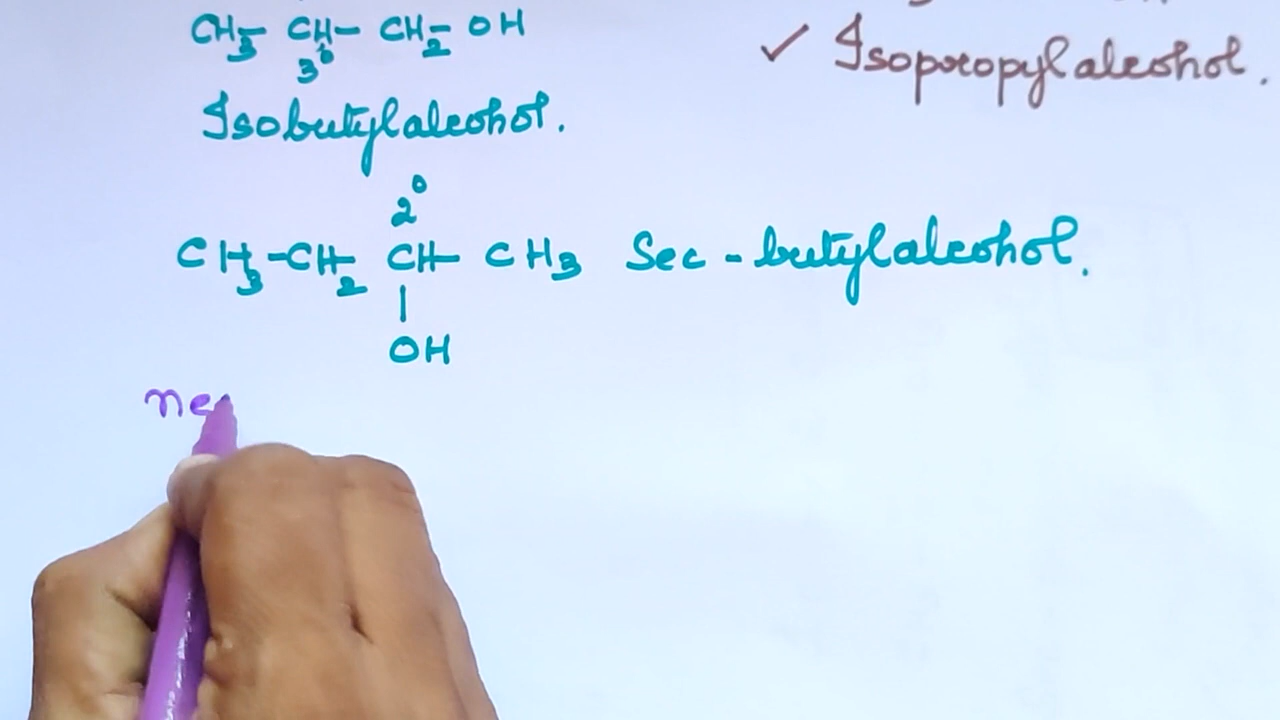 CH3- CH- CH2- OH
3°
Isobutylalcohol.
✓ Isopropylalcohol.
2°
CH3-CH2 CH- CH3 Sec-butylalcohol.
|
OH
ne